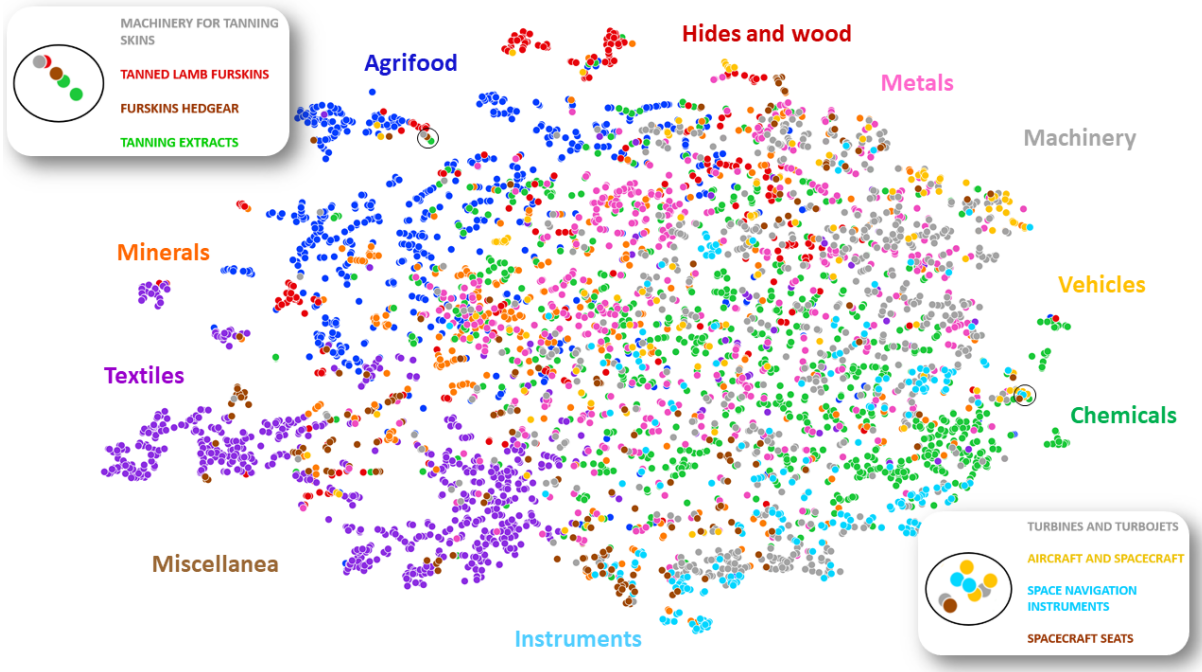 MACHINERY FOR TANNING
SKINS
TANNED LAMB FURSKINS
FURSKINS HEDGEAR
TANNING EXTRACTS
Hides and wood
Agrifood
Metals
Machinery
Minerals
Vehicles
Textiles
Chemicals
Miscellanea
Instruments
TURBINES AND TURBOJETS
AIRCRAFT AND SPACECRAFT
SPACE NAVIGATION
INSTRUMENTS
SPACECRAFT SEATS